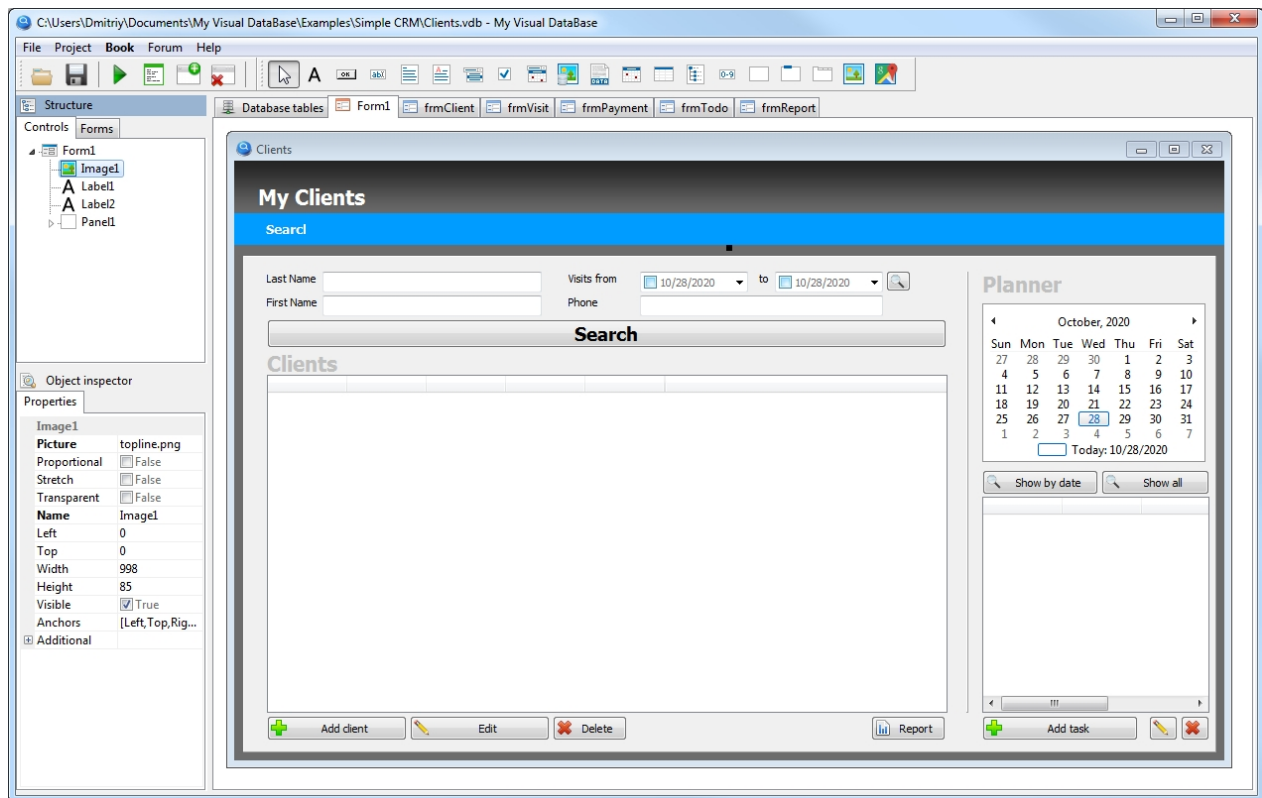 C:\Users\Dmitriy\Documents\My Visual DataBase\Examples\Simple CRM\Clients.vdb - My Visual DataBase
File Project Book Forum Help
A OK abI 0-9
Structure
Database tables Form1 frmClient frmVisit frmPayment frmTodo frmReport
Controls Forms
Form1
Image1
A Label1
A Label2
Panel1
Clients
My Clients
Searcl
Last Name Visits from 10/28/2020 to 10/28/2020
First Name Phone
Search
Clients
Planner
October, 2020
Sun Mon Tue Wed Thu Fri Sat
27 28 29 30 1 2 3
4 5 6 7 8 9 10
11 12 13 14 15 16 17
18 19 20 21 22 23 24
25 26 27 28 29 30 31
1 2 3 4 5 6 7
Today: 10/28/2020
Show by date Show all
Object inspector
Properties
Image1
Picture topline.png
Proportional False
Stretch False
Transparent False
Name Image1
Left 0
Top 0
Width 998
Height 85
Visible True
Anchors [Left,Top,Rig...
Additional
Add client Edit Delete Report Add task